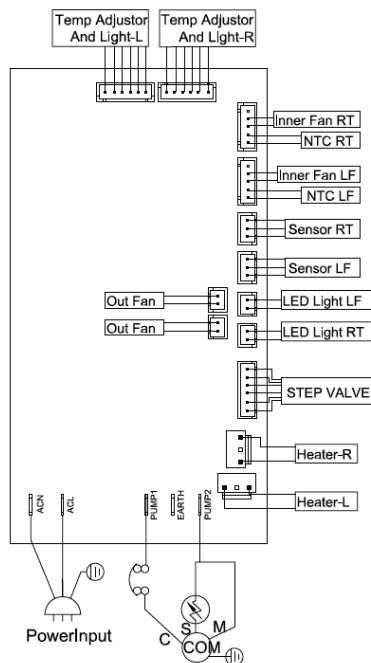 Temp Adjustor
And Light-L
Temp Adjustor
And Light-R
Inner Fan RT
NTC RT
Inner Fan LF
NTC LF
Sensor RT
Sensor LF
Out Fan
LED Light LF
Out Fan
LED Light RT
STEP VALVE
Heater-R
Heater-L
ACN
ACL
PUMP1
EARTH
PUMP2
PowerInput
C
S
M
COM